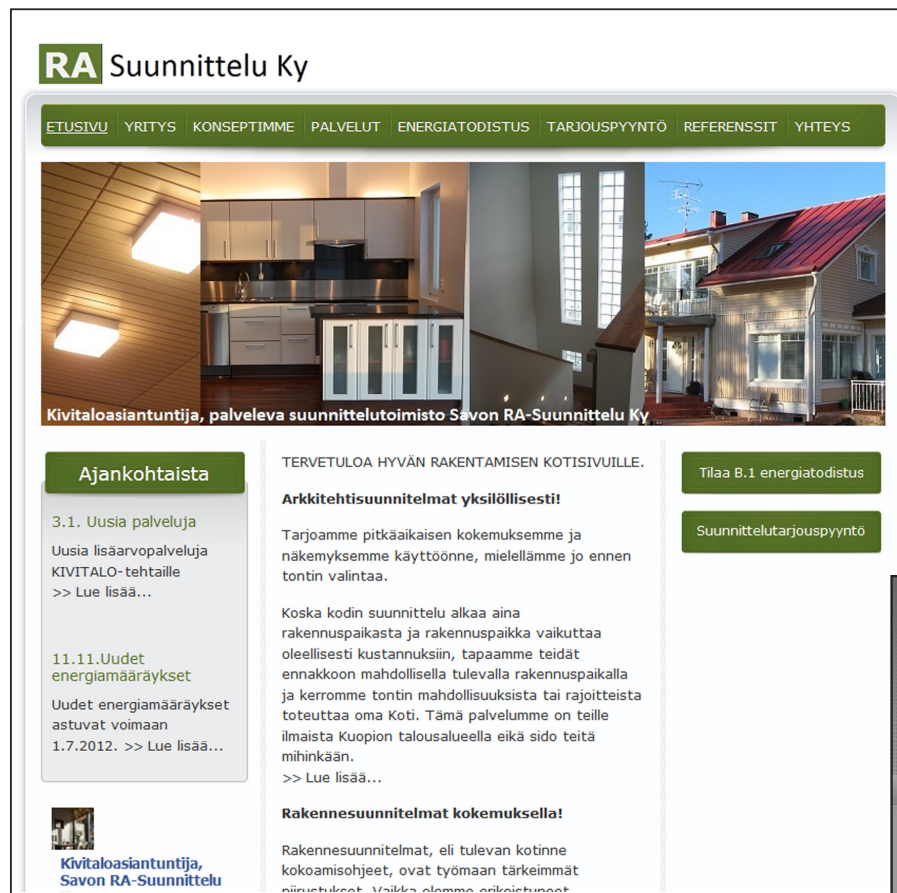 RA Suunnittelu Ky
ETUSIVU YRITYS KONSEPTIMME PALVELUT ENERGIATODISTUS TARJOUSPYYNTÖ REFERENSSIT YHTEYS
Kivitaloasiantuntija, palveleva suunnittelutoimisto Savon RA-Suunnittelu Ky
Ajankohtaista
3.1. Uusia palveluja
Uusia lisäarvopalveluja
KIVITALO-tehtaille
>> Lue lisää...
11.11.Uudet
energiamääräykset
Uudet energiamääräykset
astuvat voimaan
1.7.2012. >> Lue lisää...
Kivitaloasiantuntija,
Savon RA-Suunnittelu
TERVETULOA HYVÄN RAKENTAMISEN KOTISIVUILLE.
Arkkitehtisuunnitelmat yksilöllisesti!
Tarjoamme pitkäaikaisen kokemuksemme ja
näkemyksemme käyttöönne, mielellämme jo ennen
tontin valintaa.
Koska kodin suunnittelu alkaa aina
rakennuspaikasta ja rakennuspaikka vaikuttaa
oleellisesti kustannuksiin, tapaamme teidät
ennakkoon mahdollisella tulevalla rakennuspaikalla
ja kerromme tontin mahdollisuuksista tai rajoitteista
toteuttaa oma Koti. Tämä palvelumme on teille
ilmaista Kuopion talousalueella eikä sido teitä
mihinkään.
>> Lue lisää...
Rakennesuunnitelmat kokemuksella!
Rakennesuunnitelmat, eli tulevan kotinne
kokoamisohjeet, ovat työmaan tärkeimmät
piirustukset. Vaikka olemme erikoistuneet
Tilaa B.1 energiatodistus
Suunnittelutarjouspyyntö